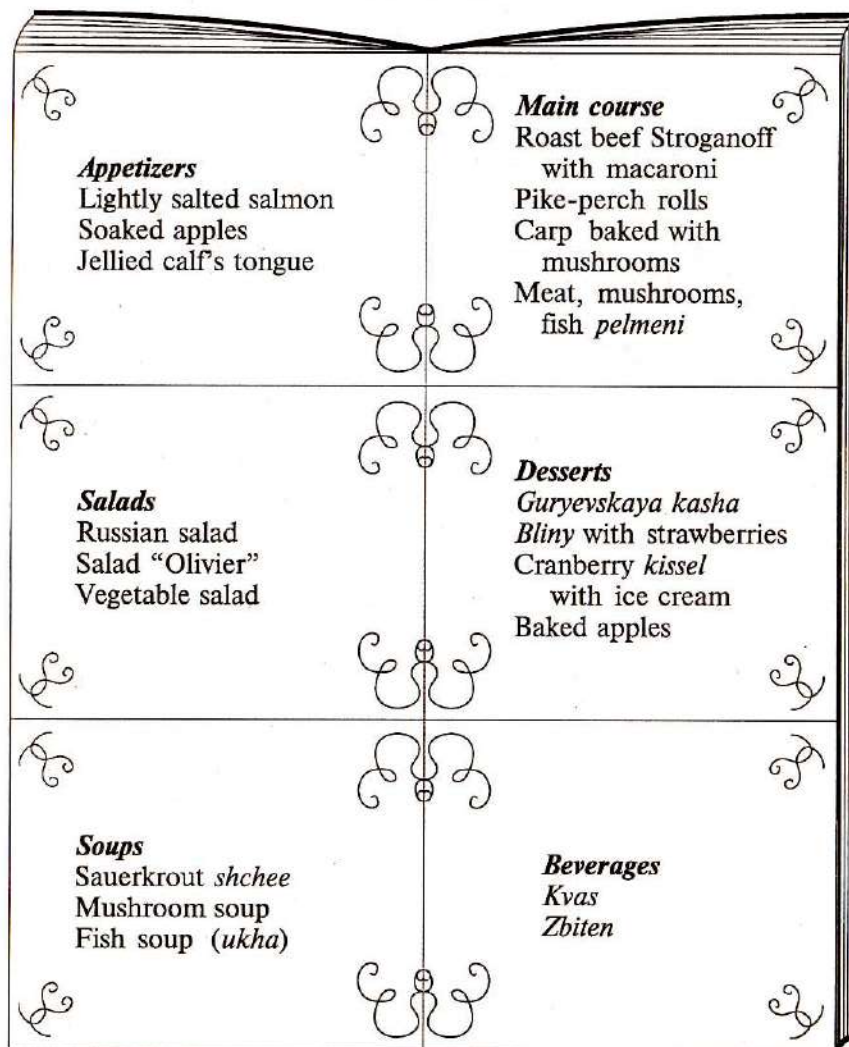 Appetizers
Lightly salted salmon
Soaked apples
Jellied calf's tongue
Salads
Russian salad
Salad “Olivier”
Vegetable salad
Soups
Sauerkrout shchee
Mushroom soup
Fish soup (ukha)
Main course
Roast beef Stroganoff
with macaroni
Pike-perch rolls
Carp baked with
mushrooms
Meat, mushrooms,
fish pelmeni
Desserts
Guryevskaya kasha
Bliny with strawberries
Cranberry kissel
with ice cream
Baked apples
Beverages
Kvas
Zbiten